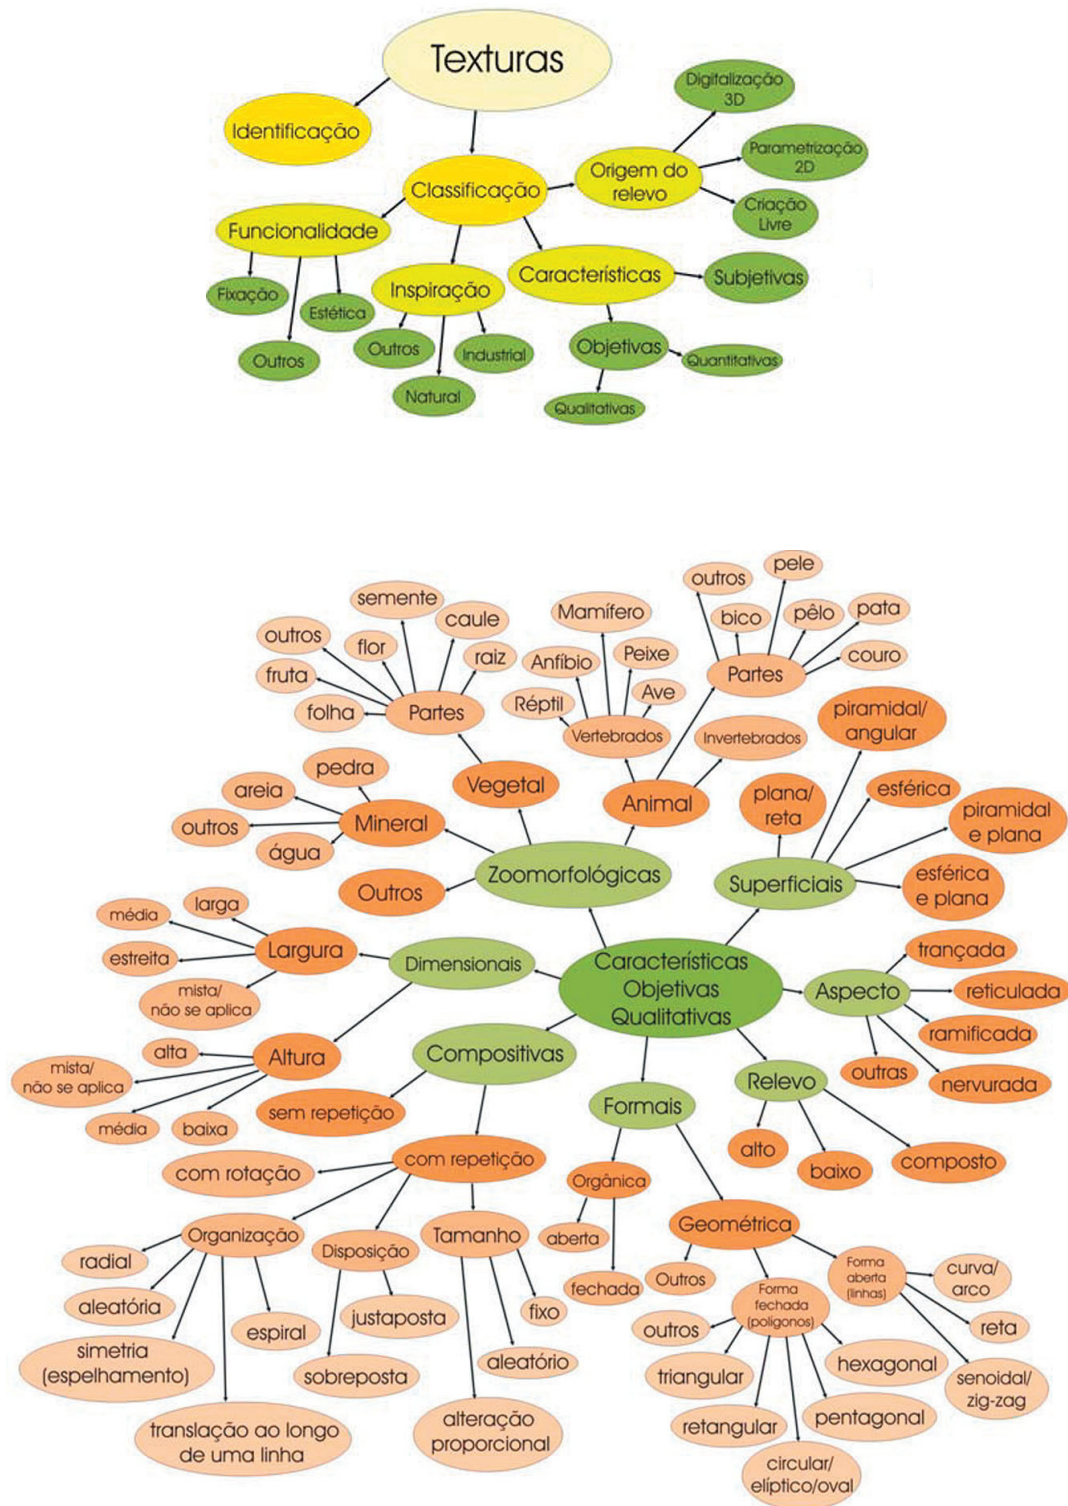 Texturas
Identificação
Classificação
Origem do
relevo
Digitalização
3D
Parametrização
2D
Criação
Livre
Funcionalidade
Fixação
Outros
Estética
Inspiração
Outros
Natural
Industrial
Características
Subjetivas
Objetivas
Quantitativas
Qualitativas
Características
Objetivas
Qualitativas
Zoomorfológicas
Vegetal
Partes
semente
caule
outros
flor
raiz
fruta
folha
Animal
Vertebrados
Mamífero
Anfíbio
Peixe
Réptil
Ave
Invertebrados
Partes
outros
pele
bico
pêlo
pata
couro
Mineral
pedra
areia
outros
água
Outros
Superficiais
plana/
reta
piramidal/
angular
esférica
piramidal
e plana
esférica
e plana
Dimensionais
Largura
larga
média
estreita
mista/
não se aplica
Altura
alta
mista/
não se aplica
média
baixa
Aspecto
trançada
reticulada
ramificada
nervurada
outras
Relevo
alto
baixo
composto
Compositivas
sem repetição
com repetição
com rotação
Organização
radial
aleatória
simetria
(espelhamento)
translação ao longo
de uma linha
espiral
Disposição
justaposta
sobreposta
Tamanho
fixo
aleatório
alteração
proporcional
Formais
Orgânica
aberta
fechada
Geométrica
Outros
Forma
fechada
(polígonos)
outros
triangular
retangular
circular/
elíptico/oval
pentagonal
hexagonal
Forma
aberta
(linhas)
curva/
arco
reta
senoidal/
zig-zag